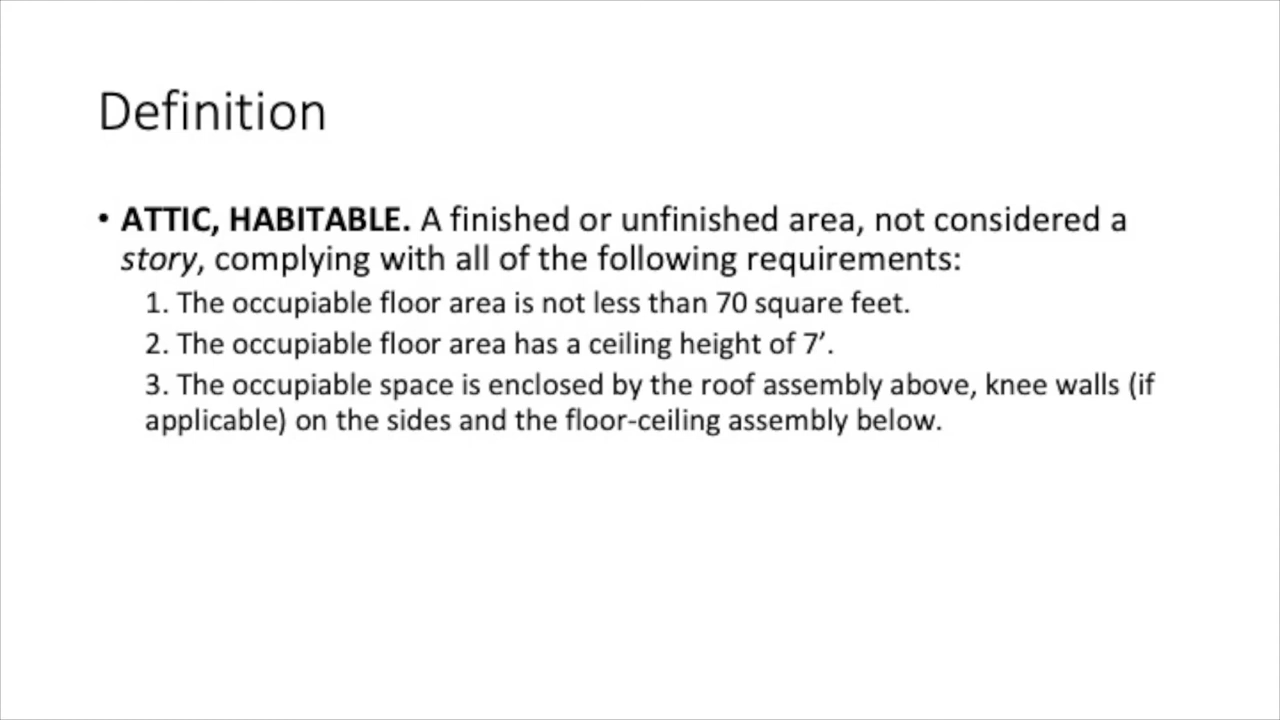 Definition
• ATTIC, HABITABLE. A finished or unfinished area, not considered a
story, complying with all of the following requirements:
1. The occupiable floor area is not less than 70 square feet.
2. The occupiable floor area has a ceiling height of 7’.
3. The occupiable space is enclosed by the roof assembly above, knee walls (if
applicable) on the sides and the floor-ceiling assembly below.